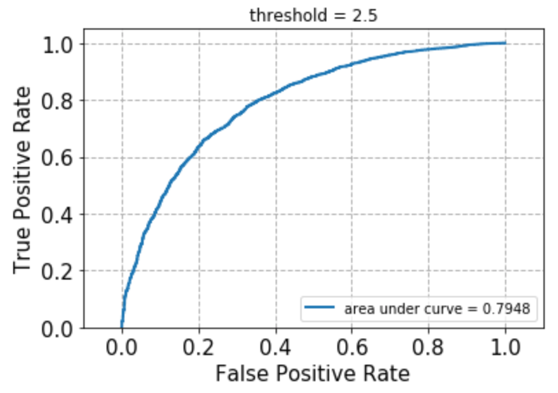 threshold = 2.5
True Positive Rate
1.0
0.8
0.6
0.4
0.2
0.0
area under curve = 0.7948
0.0 0.2 0.4 0.6 0.8 1.0
False Positive Rate